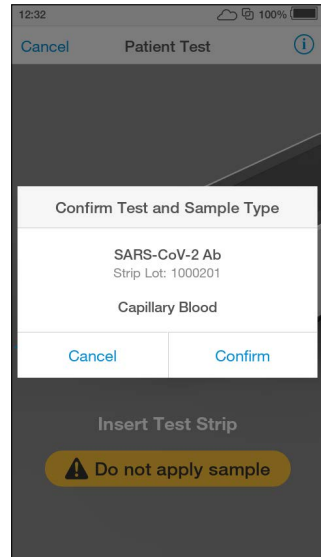 12:32 100%
Cancel Patient Test
Confirm Test and Sample Type
SARS-CoV-2 Ab
Strip Lot: 1000201
Capillary Blood
Cancel Confirm
Insert Test Strip
Do not apply sample